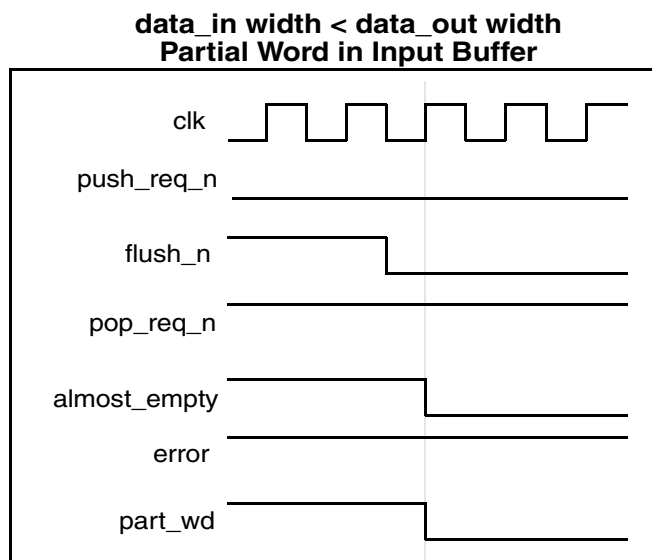 data_in width < data_out width
Partial Word in Input Buffer
clk
push_req_n
flush_n
pop_req_n
almost_empty
error
part_wd